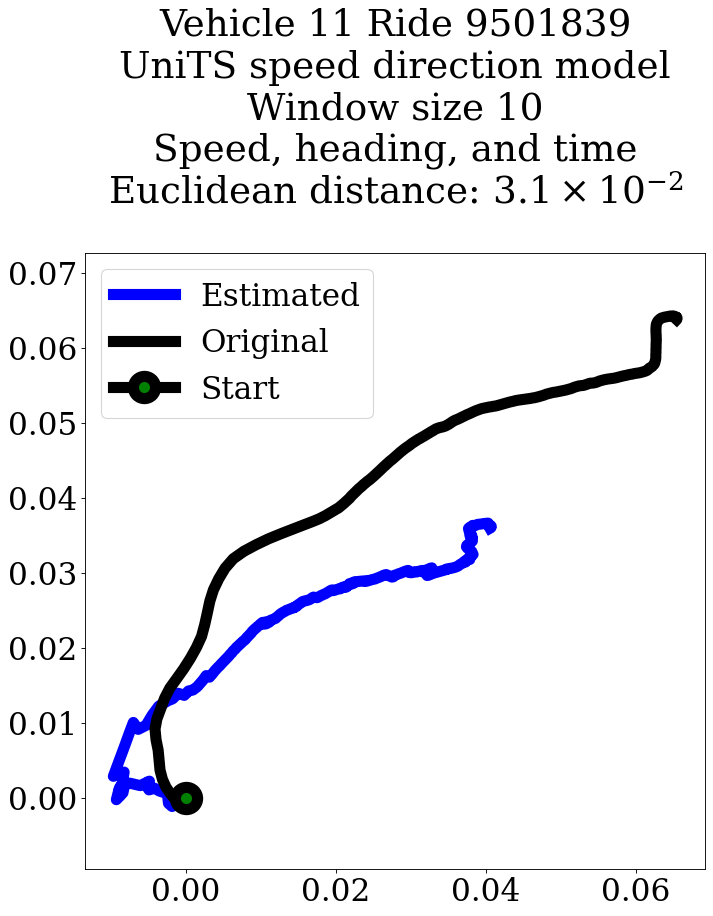 Vehicle 11 Ride 9501839
UniTS speed direction model
Window size 10
Speed, heading, and time
Euclidean distance: 3.1 × 10⁻²
0.07
0.06
0.05
0.04
0.03
0.02
0.01
0.00
Estimated
Original
Start
0.00 0.02 0.04 0.06